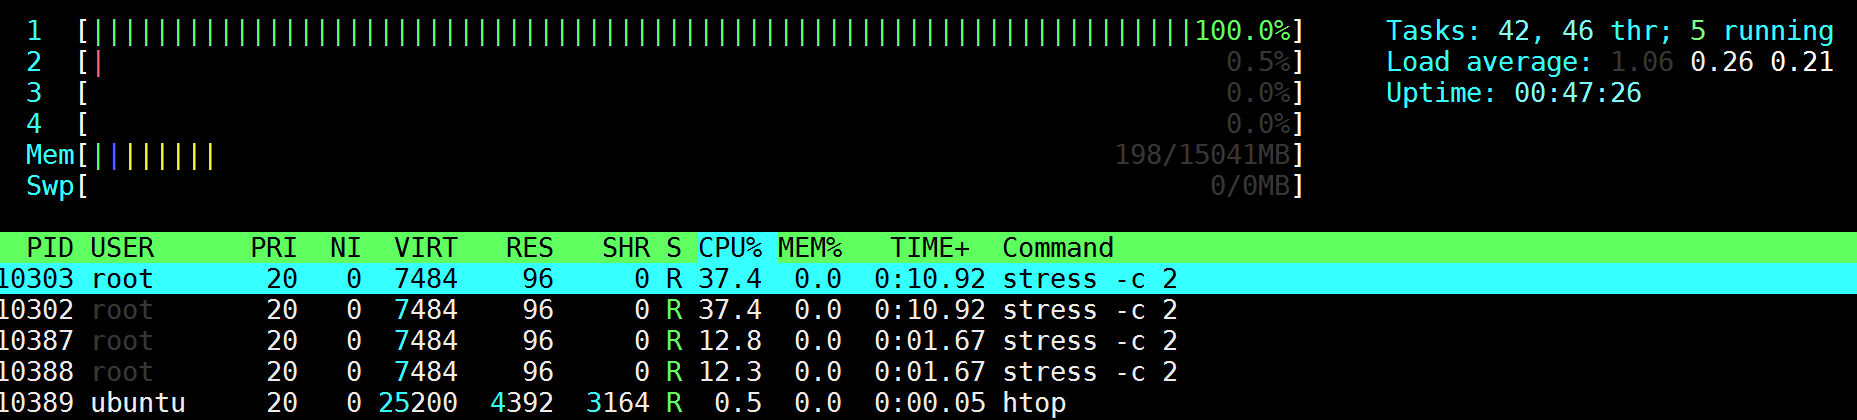 1 [||||||||||||||||||||||||||||||||||||||||||||||||||||||||||||||||||||||100.0%] Tasks: 42, 46 thr; 5 running
2 [| 0.5%] Load average: 1.06 0.26 0.21
3 [ 0.0%] Uptime: 00:47:26
4 [ 0.0%]
Mem[|||||||| 198/15041MB]
Swp[ 0/0MB]
PID USER PRI NI VIRT RES SHR S CPU% MEM% TIME+ Command
10303 root 20 0 7484 96 0 R 37.4 0.0 0:10.92 stress -c 2
10302 root 20 0 7484 96 0 R 37.4 0.0 0:10.92 stress -c 2
10387 root 20 0 7484 96 0 R 12.8 0.0 0:01.67 stress -c 2
10388 root 20 0 7484 96 0 R 12.3 0.0 0:01.67 stress -c 2
10389 ubuntu 20 0 25200 4392 3164 R 0.5 0.0 0:00.05 htop